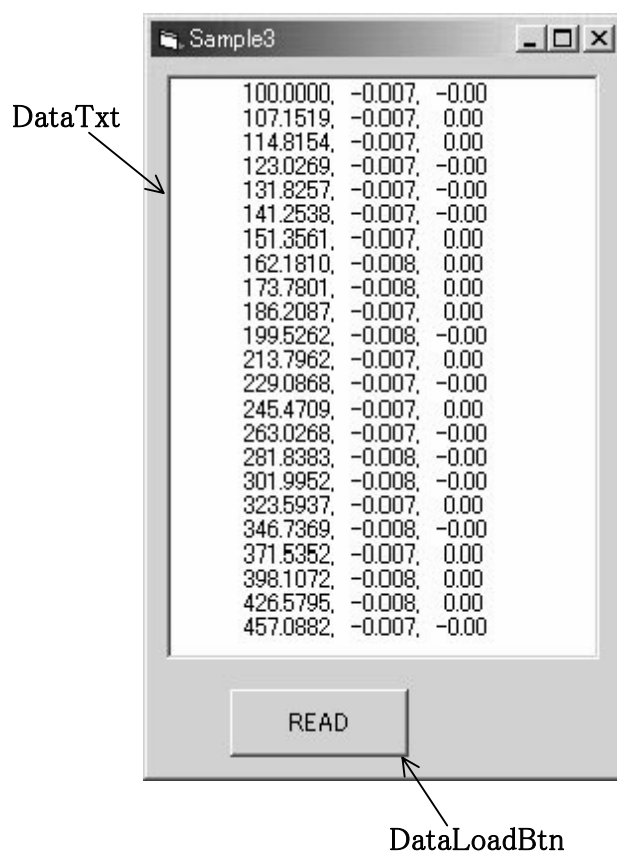 Sample3
DataTxt
100.0000, -0.007, -0.00
107.1519, -0.007, 0.00
114.8154, -0.007, 0.00
123.0269, -0.007, -0.00
131.8257, -0.007, -0.00
141.2538, -0.007, -0.00
151.3561, -0.007, 0.00
162.1810, -0.008, 0.00
173.7801, -0.008, 0.00
186.2087, -0.007, 0.00
199.5262, -0.008, -0.00
213.7962, -0.007, 0.00
229.0868, -0.007, -0.00
245.4709, -0.007, 0.00
263.0268, -0.007, -0.00
281.8383, -0.008, -0.00
301.9952, -0.008, -0.00
323.5937, -0.007, 0.00
346.7369, -0.008, -0.00
371.5352, -0.007, 0.00
398.1072, -0.008, 0.00
426.5795, -0.008, 0.00
457.0882, -0.007, -0.00
READ
DataLoadBtn